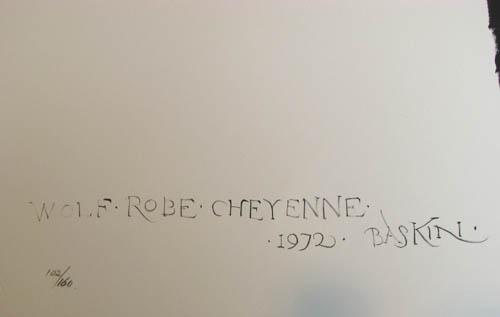 WOLF · ROBE · CHEYENNE ·
· 1972 · BASKIN ·
102/160